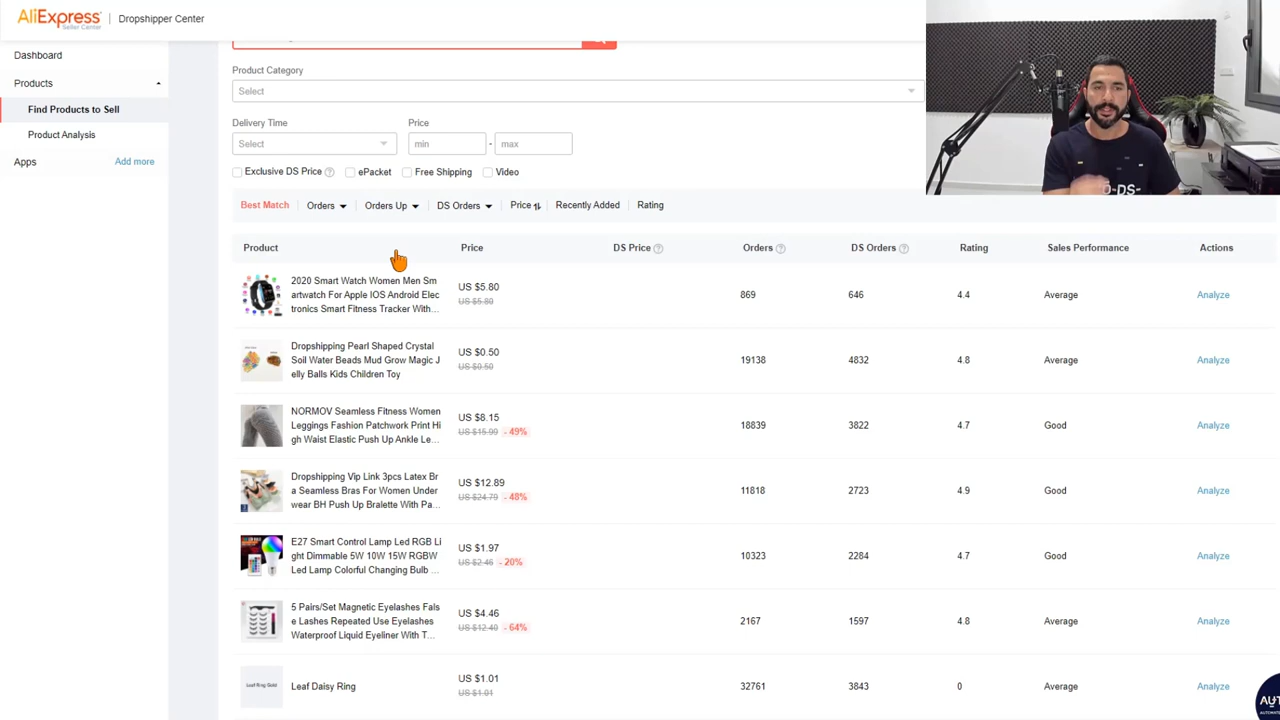 AliExpress
Seller Center
Dropshipper Center
Dashboard
Products
Find Products to Sell
Product Analysis
Apps
Add more
Product Category
Select
Delivery Time
Price
Select
min
-
max
Exclusive DS Price
ePacket
Free Shipping
Video
Best Match
Orders
Orders Up
DS Orders
Price
Recently Added
Rating
Product
Price
DS Price
Orders
DS Orders
Rating
Sales Performance
Actions
2020 Smart Watch Women Men Sm
artwatch For Apple IOS Android Elec
tronics Smart Fitness Tracker With...
US $5.80
US $5.80
869
646
4.4
Average
Analyze
Dropshipping Pearl Shaped Crystal
Soil Water Beads Mud Grow Magic J
elly Balls Kids Children Toy
US $0.50
US $0.50
19138
4832
4.8
Average
Analyze
NORMOV Seamless Fitness Women
Leggings Fashion Patchwork Print Hi
gh Waist Elastic Push Up Ankle Le...
US $8.15
US $15.99 - 49%
18839
3822
4.7
Good
Analyze
Dropshipping Vip Link 3pcs Latex Br
a Seamless Bras For Women Under
wear BH Push Up Bralette With Pa...
US $12.89
US $24.79 - 48%
11818
2723
4.9
Good
Analyze
E27 Smart Control Lamp Led RGB Li
ght Dimmable 5W 10W 15W RGBW
Led Lamp Colorful Changing Bulb ...
US $1.97
US $2.46 - 20%
10323
2284
4.7
Good
Analyze
5 Pairs/Set Magnetic Eyelashes Fals
e Lashes Repeated Use Eyelashes
Waterproof Liquid Eyeliner With T...
US $4.46
US $12.40 - 64%
2167
1597
4.8
Average
Analyze
Leaf Ring Gold
Leaf Daisy Ring
US $1.01
US $1.01
32761
3843
0
Average
Analyze